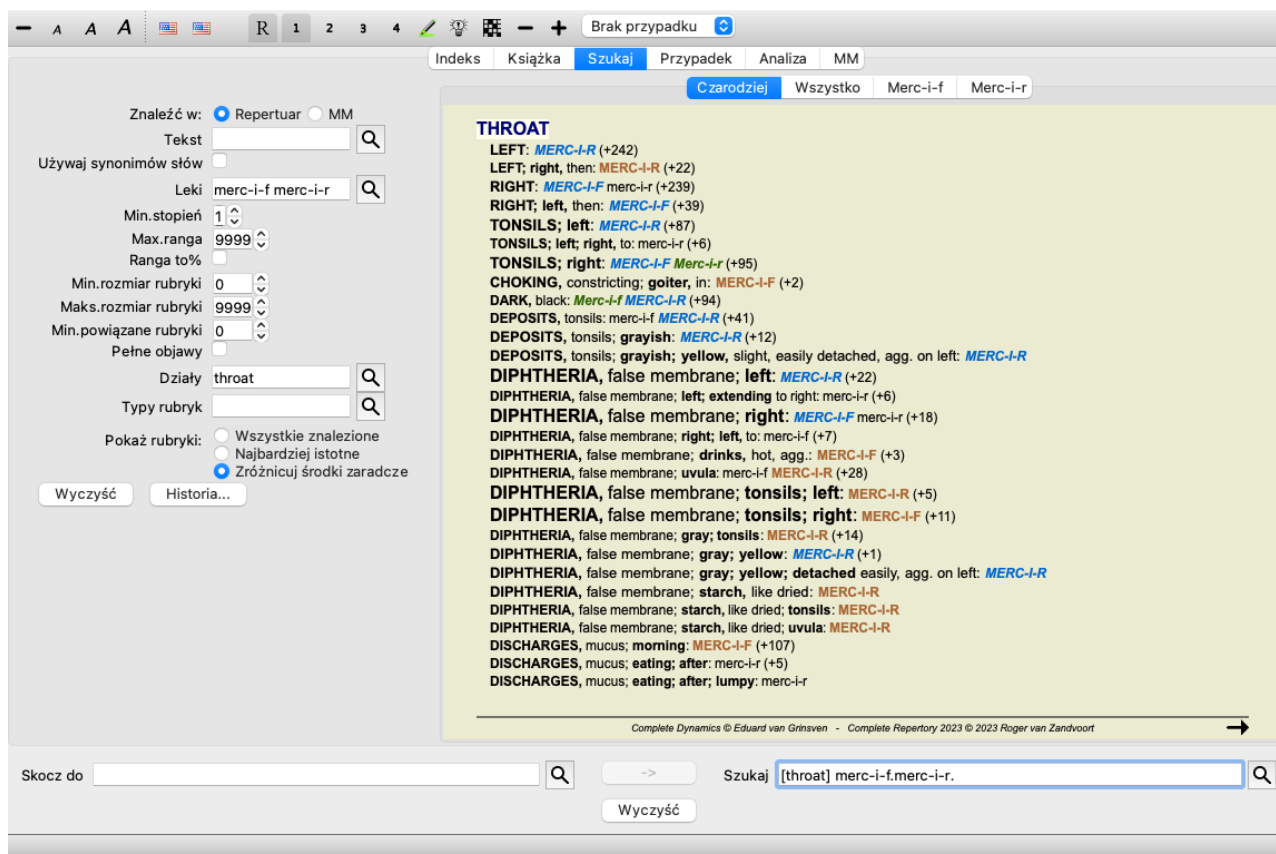 A A A R 1 2 3 4 Brak przypadku
Indeks Książka Szukaj Przypadek Analiza MM
Czarodziej Wszystko Merc-i-f Merc-i-r
Znaleźć w: Repertuar MM
Tekst
Używaj synonimów słów
Leki merc-i-f merc-i-r
Min.stopień 1
Max.ranga 9999
Ranga to%
Min.rozmiar rubryki 0
Maks.rozmiar rubryki 9999
Min.powiązane rubryki 0
Pełne objawy
Działy throat
Typy rubryk
Pokaż rubryki: Wszystkie znalezione
Najbardziej istotne
Zróżnicuj środki zaradcze
Wyczyść Historia...
THROAT
LEFT: MERC-I-R (+242)
LEFT; right, then: MERC-I-R (+22)
RIGHT: MERC-I-F merc-i-r (+239)
RIGHT; left, then: MERC-I-F (+39)
TONSILS; left: MERC-I-R (+87)
TONSILS; left; right, to: merc-i-r (+6)
TONSILS; right: MERC-I-F Merc-i-r (+95)
CHOKING, constricting; goiter, in: MERC-I-F (+2)
DARK, black: Merc-i-f MERC-I-R (+94)
DEPOSITS, tonsils: merc-i-f MERC-I-R (+41)
DEPOSITS, tonsils; grayish: MERC-I-R (+12)
DEPOSITS, tonsils; grayish; yellow, slight, easily detached, agg. on left: MERC-I-R
DIPHTHERIA, false membrane; left: MERC-I-R (+22)
DIPHTHERIA, false membrane; left; extending to right: merc-i-r (+6)
DIPHTHERIA, false membrane; right: MERC-I-F merc-i-r (+18)
DIPHTHERIA, false membrane; right; left, to: merc-i-f (+7)
DIPHTHERIA, false membrane; drinks, hot, agg.: MERC-I-F (+3)
DIPHTHERIA, false membrane; uvula: merc-i-f MERC-I-R (+28)
DIPHTHERIA, false membrane; tonsils; left: MERC-I-R (+5)
DIPHTHERIA, false membrane; tonsils; right: MERC-I-F (+11)
DIPHTHERIA, false membrane; gray; tonsils: MERC-I-R (+14)
DIPHTHERIA, false membrane; gray; yellow: MERC-I-R (+1)
DIPHTHERIA, false membrane; gray; yellow; detached easily, agg. on left: MERC-I-R
DIPHTHERIA, false membrane; starch, like dried: MERC-I-R
DIPHTHERIA, false membrane; starch, like dried; tonsils: MERC-I-R
DIPHTHERIA, false membrane; starch, like dried; uvula: MERC-I-R
DISCHARGES, mucus; morning: MERC-I-F (+107)
DISCHARGES, mucus; eating; after: merc-i-r (+5)
DISCHARGES, mucus; eating; after; lumpy: merc-i-r
Complete Dynamics © Eduard van Grinsven - Complete Repertory 2023 © 2023 Roger van Zandvoort
Skocz do -> Szukaj [throat] merc-i-f.merc-i-r.
Wyczyść